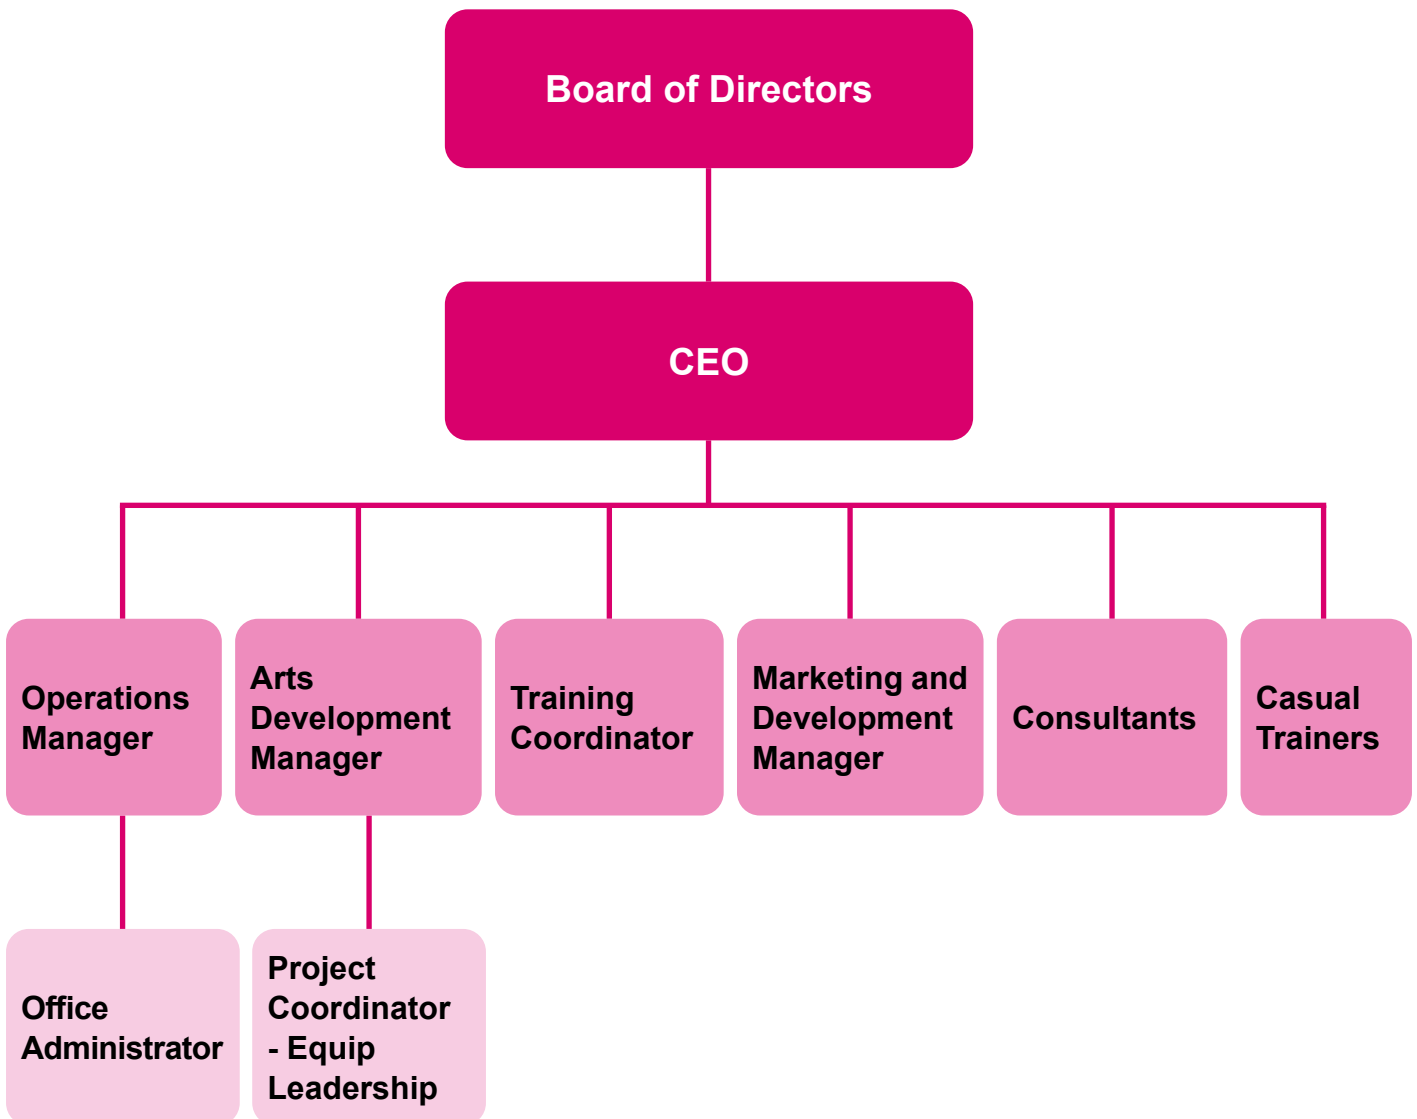 Board of Directors
CEO
Operations
Manager
Arts
Development
Manager
Training
Coordinator
Marketing and
Development
Manager
Consultants
Casual
Trainers
Office
Administrator
Project
Coordinator
- Equip
Leadership